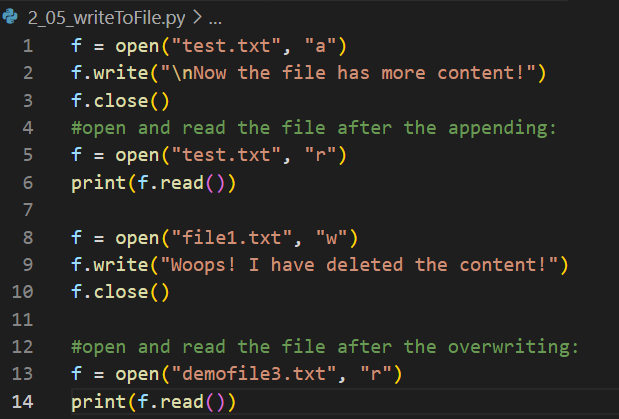 2_05_writeToFile.py > ...
1 f = open("test.txt", "a")
2 f.write("\nNow the file has more content!")
3 f.close()
4 #open and read the file after the appending:
5 f = open("test.txt", "r")
6 print(f.read())
7
8 f = open("file1.txt", "w")
9 f.write("Woops! I have deleted the content!")
10 f.close()
11
12 #open and read the file after the overwriting:
13 f = open("demofile3.txt", "r")
14 print(f.read())